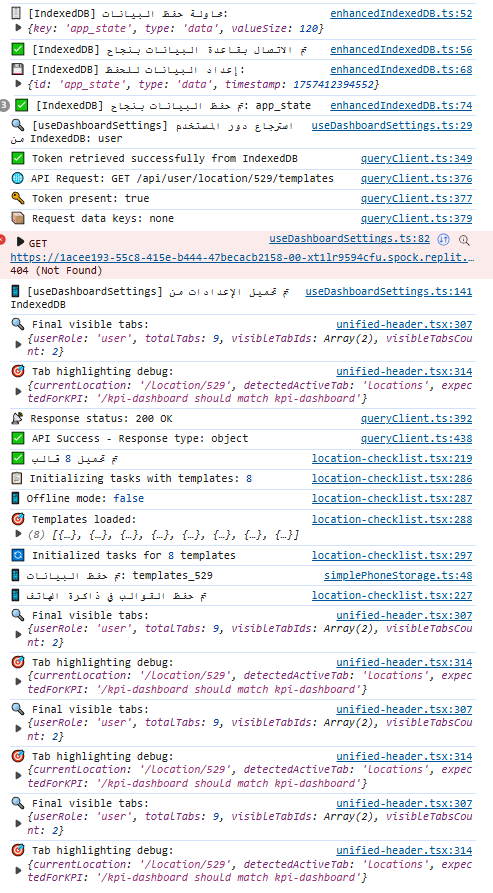 [IndexedDB] محاولة حفظ البيانات: enhancedIndexedDB.ts:52
{key: 'app_state', type: 'data', valueSize: 120}
[IndexedDB] تم الاتصال بقاعدة البيانات بنجاح enhancedIndexedDB.ts:56
[IndexedDB] إعداد البيانات للحفظ: enhancedIndexedDB.ts:68
{id: 'app_state', type: 'data', timestamp: 1757412394552}
3 [IndexedDB] تم حفظ البيانات بنجاح: app_state enhancedIndexedDB.ts:74
[useDashboardSettings] استرجاع دور المستخدم useDashboardSettings.ts:29
من IndexedDB: user
Token retrieved successfully from IndexedDB queryClient.ts:349
API Request: GET /api/user/location/529/templates queryClient.ts:376
Token present: true queryClient.ts:377
Request data keys: none queryClient.ts:379
GET useDashboardSettings.ts:82
https://1acee193-55c8-415e-b444-47becacb2158-00-xt1lr9594cfu.spock.replit.…
404 (Not Found)
[useDashboardSettings] تم تحميل الإعدادات من useDashboardSettings.ts:141
IndexedDB
Final visible tabs: unified-header.tsx:307
{userRole: 'user', totalTabs: 9, visibleTabIds: Array(2), visibleTabsCou
nt: 2}
Tab highlighting debug: unified-header.tsx:314
{currentLocation: '/location/529', detectedActiveTab: 'locations', expec
tedForKPI: '/kpi-dashboard should match kpi-dashboard'}
Response status: 200 OK queryClient.ts:392
API Success - Response type: object queryClient.ts:438
تم تحميل 8 قالب location-checklist.tsx:219
Initializing tasks with templates: 8 location-checklist.tsx:286
Offline mode: false location-checklist.tsx:287
Templates loaded: location-checklist.tsx:288
(8) [{…}, {…}, {…}, {…}, {…}, {…}, {…}, {…}]
Initialized tasks for 8 templates location-checklist.tsx:297
تم حفظ البيانات: templates_529 simplePhoneStorage.ts:48
تم حفظ القوالب في ذاكرة الهاتف location-checklist.tsx:227
Final visible tabs: unified-header.tsx:307
{userRole: 'user', totalTabs: 9, visibleTabIds: Array(2), visibleTabsCou
nt: 2}
Tab highlighting debug: unified-header.tsx:314
{currentLocation: '/location/529', detectedActiveTab: 'locations', expec
tedForKPI: '/kpi-dashboard should match kpi-dashboard'}
Final visible tabs: unified-header.tsx:307
{userRole: 'user', totalTabs: 9, visibleTabIds: Array(2), visibleTabsCou
nt: 2}
Tab highlighting debug: unified-header.tsx:314
{currentLocation: '/location/529', detectedActiveTab: 'locations', expec
tedForKPI: '/kpi-dashboard should match kpi-dashboard'}
Final visible tabs: unified-header.tsx:307
{userRole: 'user', totalTabs: 9, visibleTabIds: Array(2), visibleTabsCou
nt: 2}
Tab highlighting debug: unified-header.tsx:314
{currentLocation: '/location/529', detectedActiveTab: 'locations', expec
tedForKPI: '/kpi-dashboard should match kpi-dashboard'}